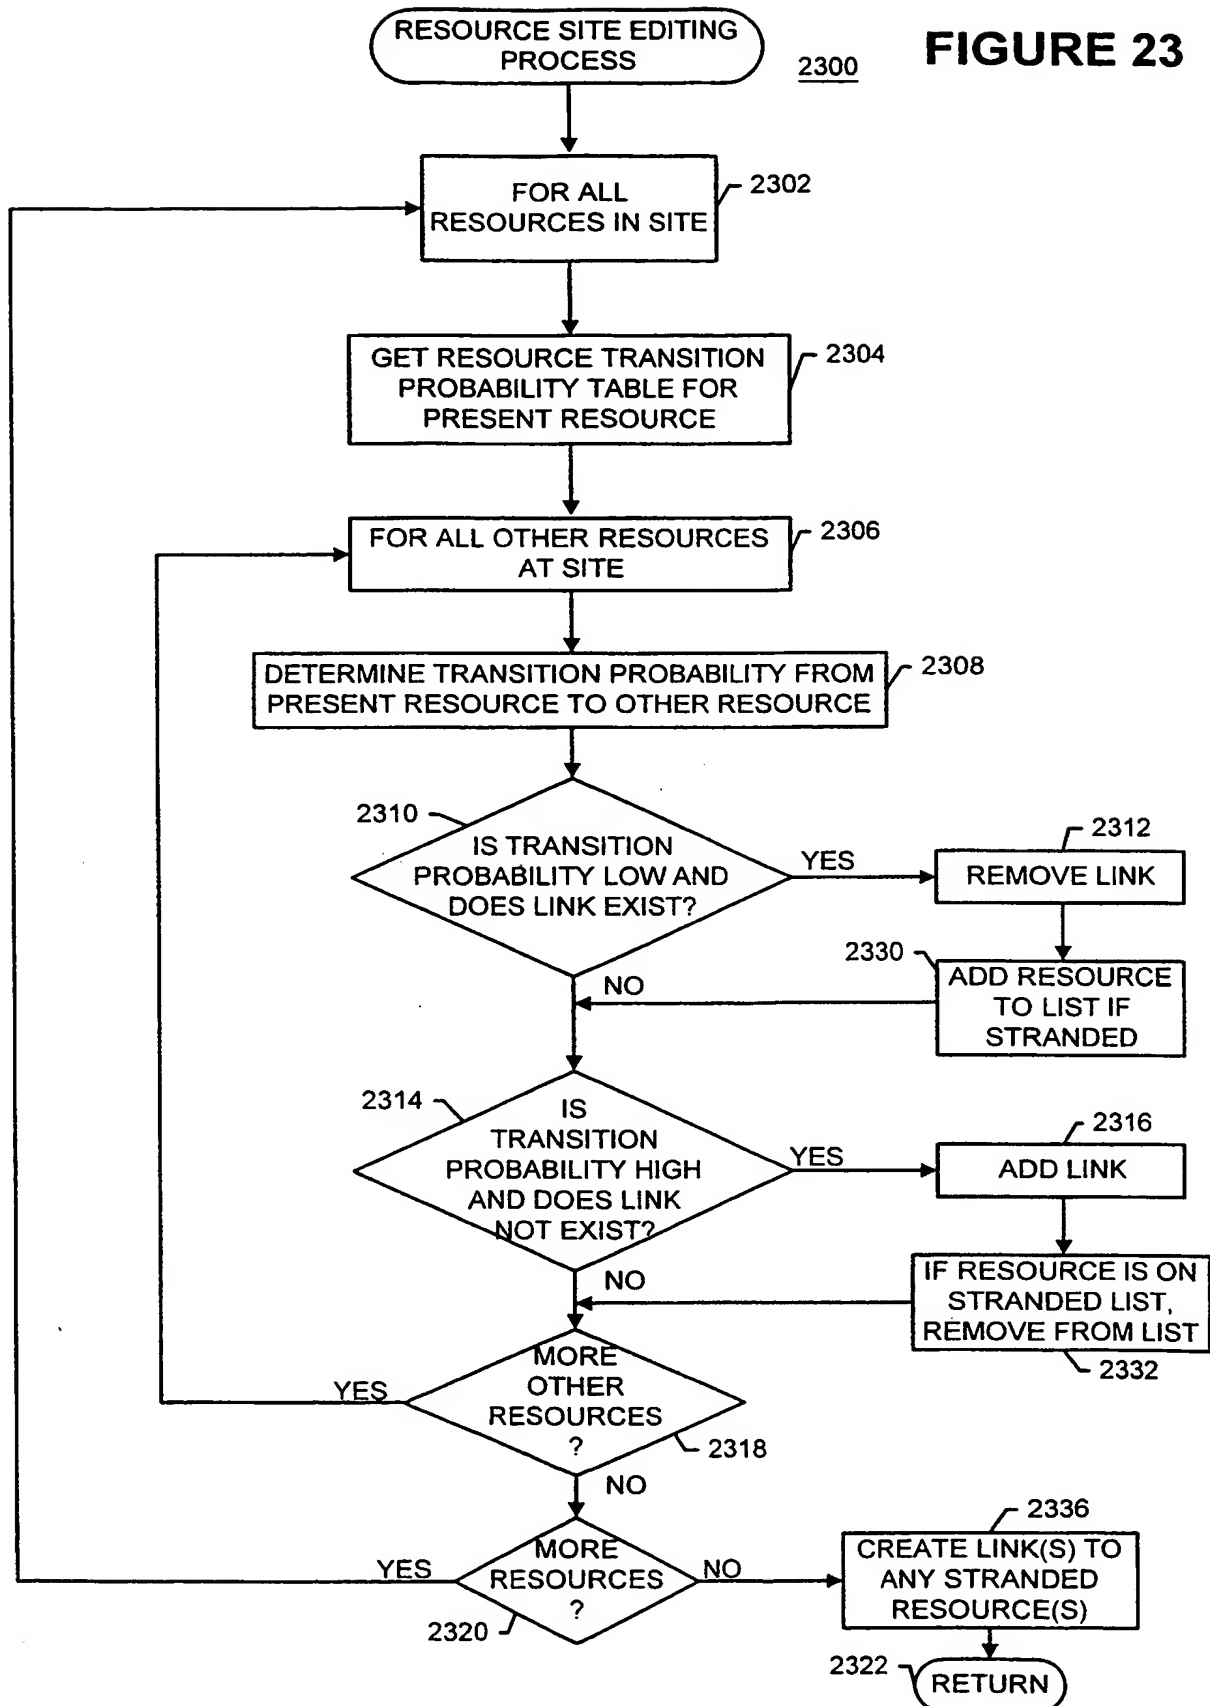 RESOURCE SITE EDITING
PROCESS
2300
FIGURE 23
FOR ALL
RESOURCES IN SITE
2302
GET RESOURCE TRANSITION
PROBABILITY TABLE FOR
PRESENT RESOURCE
2304
FOR ALL OTHER RESOURCES
AT SITE
2306
DETERMINE TRANSITION PROBABILITY FROM
PRESENT RESOURCE TO OTHER RESOURCE
2308
2310
IS TRANSITION
PROBABILITY LOW AND
DOES LINK EXIST?
YES
2312
REMOVE LINK
2330
ADD RESOURCE
TO LIST IF
STRANDED
NO
2314
IS
TRANSITION
PROBABILITY HIGH
AND DOES LINK
NOT EXIST?
YES
2316
ADD LINK
NO
IF RESOURCE IS ON
STRANDED LIST,
REMOVE FROM LIST
2332
MORE
OTHER
RESOURCES
?
YES
2318
NO
MORE
RESOURCES
?
YES
NO
2320
2336
CREATE LINK(S) TO
ANY STRANDED
RESOURCE(S)
2322
RETURN